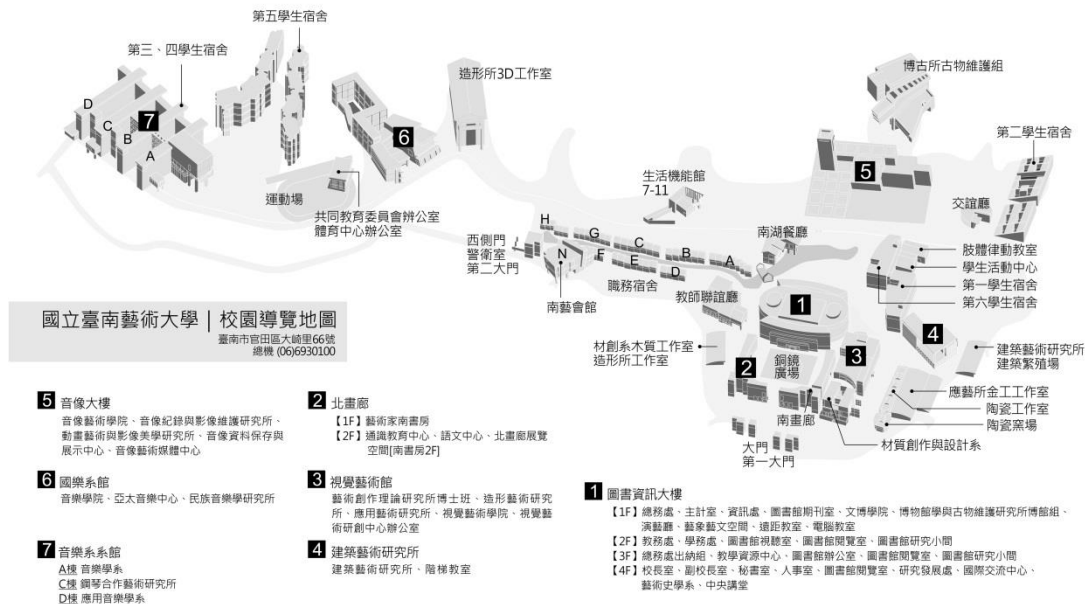 第五學生宿舍
第三、四學生宿舍
造形所3D工作室
博古所古物維護組
第二學生宿舍
D
C
B
A
7
6
5
運動場
共同教育委員會辦公室
體育中心辦公室
生活機能館
7-11
交誼廳
西側門
警衛室
第二大門
H
G
C
B
A
N
F
E
D
南湖餐廳
職務宿舍
南藝會館
教師聯誼廳
肢體律動教室
學生活動中心
第一學生宿舍
第六學生宿舍
1
材創系木質工作室
造形所工作室
2
銅鏡
廣場
3
4
建築藝術研究所
建築繁殖場
應藝所金工工作室
陶瓷工作室
陶瓷窯場
南畫廊
材質創作與設計系
大門
第一大門
國立臺南藝術大學 | 校園導覽地圖
臺南市官田區大崎里66號
總機 (06)6930100
5 音像大樓
音像藝術學院、音像紀錄與影像維護研究所、
動畫藝術與影像美學研究所、音像資料保存與
展示中心、音像藝術媒體中心
6 國樂系館
音樂學院、亞太音樂中心、民族音樂學研究所
7 音樂系系館
A棟 音樂學系
C棟 鋼琴合作藝術研究所
D棟 應用音樂學系
2 北畫廊
【1F】藝術家南書房
【2F】通識教育中心、語文中心、北畫廊展覽
空間[南書房2F]
3 視覺藝術館
藝術創作理論研究所博士班、造形藝術研究
所、應用藝術研究所、視覺藝術學院、視覺藝
術研創中心辦公室
4 建築藝術研究所
建築藝術研究所、階梯教室
1 圖書資訊大樓
【1F】總務處、主計室、資訊處、圖書館期刊室、文博學院、博物館學與古物維護研究所博館組、
演藝廳、藝象藝文空間、遠距教室、電腦教室
【2F】教務處、學務處、圖書館視聽室、圖書館閱覽室、圖書館研究小間
【3F】總務處出納組、教學資源中心、圖書館辦公室、圖書館閱覽室、圖書館研究小間
【4F】校長室、副校長室、秘書室、人事室、圖書館閱覽室、研究發展處、國際交流中心、
藝術史學系、中央講堂